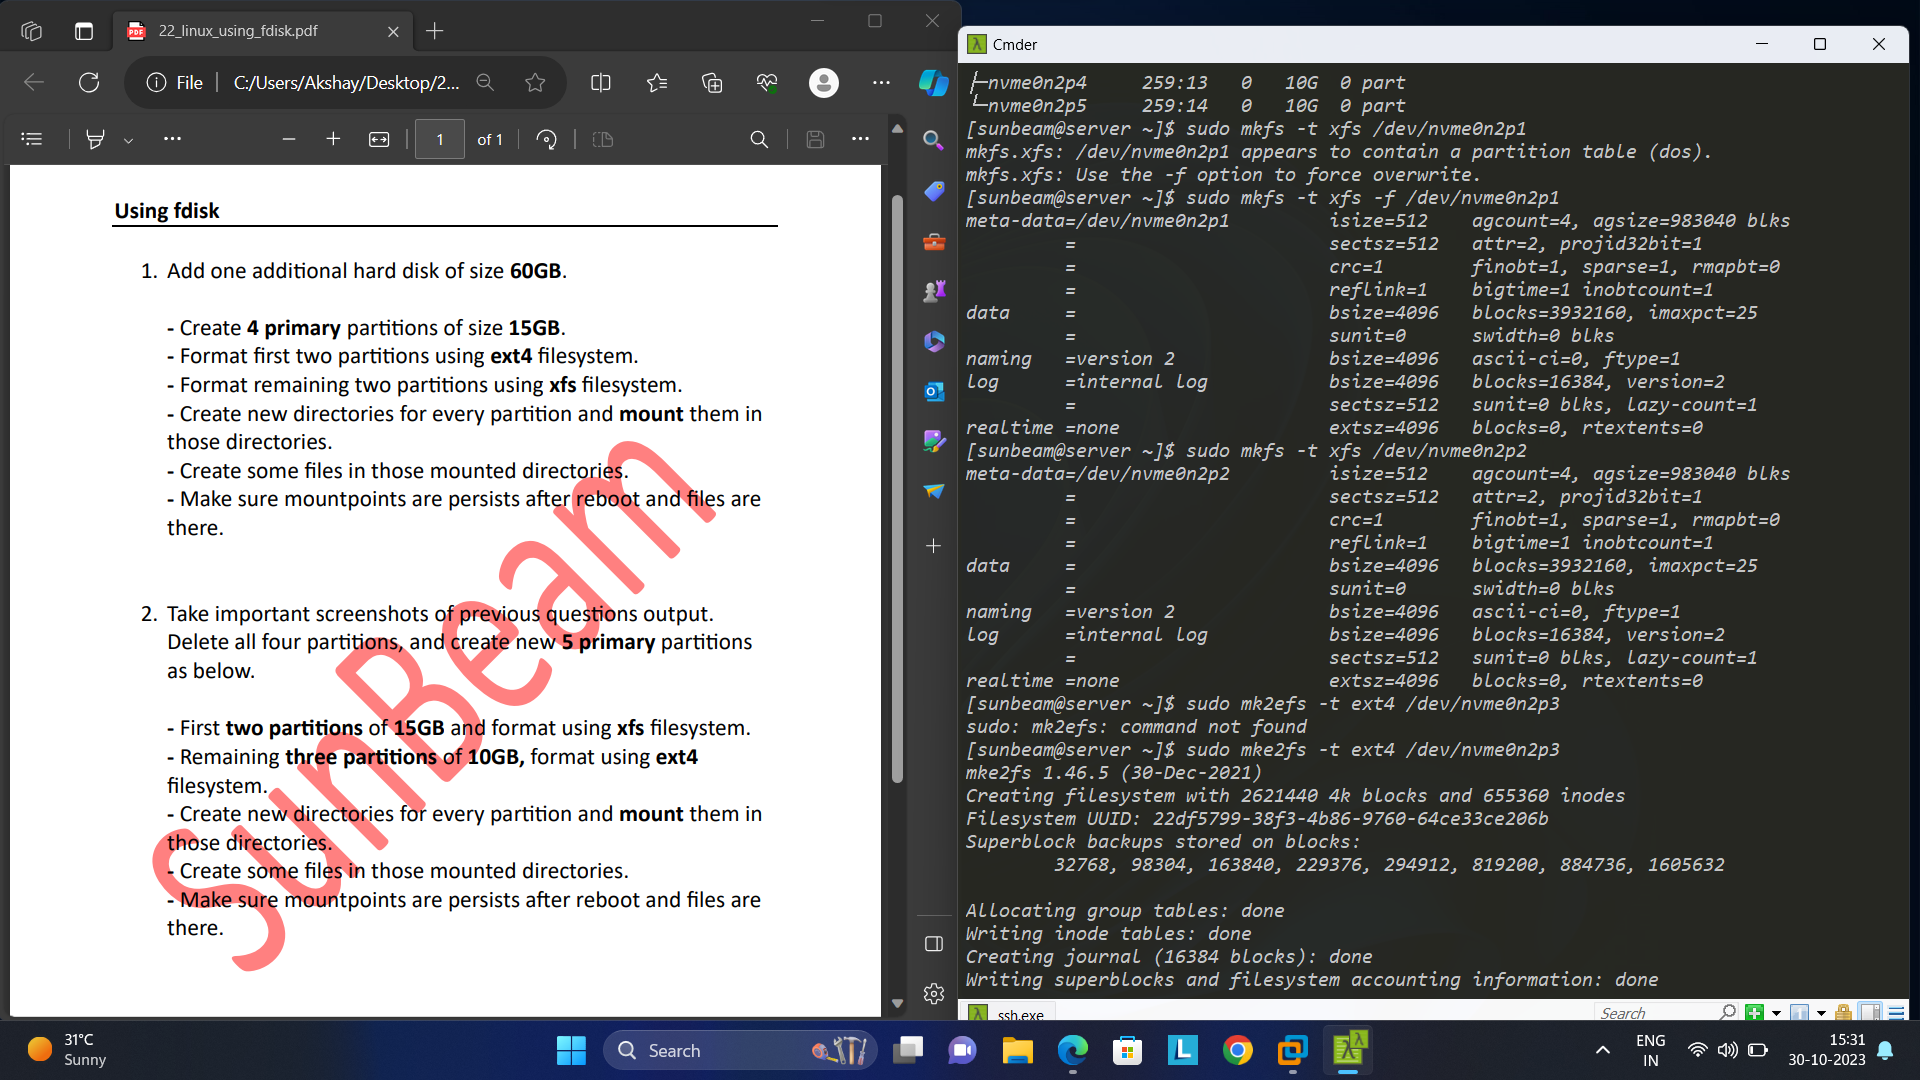 22_linux_using_fdisk.pdf
File
C:/Users/Akshay/Desktop/2...
1
of 1
Using fdisk
1. Add one additional hard disk of size 60GB.
- Create 4 primary partitions of size 15GB.
- Format first two partitions using ext4 filesystem.
- Format remaining two partitions using xfs filesystem.
- Create new directories for every partition and mount them in
those directories.
- Create some files in those mounted directories.
- Make sure mountpoints are persists after reboot and files are
there.
2. Take important screenshots of previous questions output.
Delete all four partitions, and create new 5 primary partitions
as below.
- First two partitions of 15GB and format using xfs filesystem.
- Remaining three partitions of 10GB, format using ext4
filesystem.
- Create new directories for every partition and mount them in
those directories.
- Create some files in those mounted directories.
- Make sure mountpoints are persists after reboot and files are
there.
SunBeam
Cmder
├─nvme0n2p4     259:13   0   10G  0 part
└─nvme0n2p5     259:14   0   10G  0 part
[sunbeam@server ~]$ sudo mkfs -t xfs /dev/nvme0n2p1
mkfs.xfs: /dev/nvme0n2p1 appears to contain a partition table (dos).
mkfs.xfs: Use the -f option to force overwrite.
[sunbeam@server ~]$ sudo mkfs -t xfs -f /dev/nvme0n2p1
meta-data=/dev/nvme0n2p1         isize=512    agcount=4, agsize=983040 blks
         =                       sectsz=512   attr=2, projid32bit=1
         =                       crc=1        finobt=1, sparse=1, rmapbt=0
         =                       reflink=1    bigtime=1 inobtcount=1
data     =                       bsize=4096   blocks=3932160, imaxpct=25
         =                       sunit=0      swidth=0 blks
naming   =version 2              bsize=4096   ascii-ci=0, ftype=1
log      =internal log           bsize=4096   blocks=16384, version=2
         =                       sectsz=512   sunit=0 blks, lazy-count=1
realtime =none                   extsz=4096   blocks=0, rtextents=0
[sunbeam@server ~]$ sudo mkfs -t xfs /dev/nvme0n2p2
meta-data=/dev/nvme0n2p2         isize=512    agcount=4, agsize=983040 blks
         =                       sectsz=512   attr=2, projid32bit=1
         =                       crc=1        finobt=1, sparse=1, rmapbt=0
         =                       reflink=1    bigtime=1 inobtcount=1
data     =                       bsize=4096   blocks=3932160, imaxpct=25
         =                       sunit=0      swidth=0 blks
naming   =version 2              bsize=4096   ascii-ci=0, ftype=1
log      =internal log           bsize=4096   blocks=16384, version=2
         =                       sectsz=512   sunit=0 blks, lazy-count=1
realtime =none                   extsz=4096   blocks=0, rtextents=0
[sunbeam@server ~]$ sudo mk2efs -t ext4 /dev/nvme0n2p3
sudo: mk2efs: command not found
[sunbeam@server ~]$ sudo mke2fs -t ext4 /dev/nvme0n2p3
mke2fs 1.46.5 (30-Dec-2021)
Creating filesystem with 2621440 4k blocks and 655360 inodes
Filesystem UUID: 22df5799-38f3-4b86-9760-64ce33ce206b
Superblock backups stored on blocks:
        32768, 98304, 163840, 229376, 294912, 819200, 884736, 1605632
Allocating group tables: done
Writing inode tables: done
Creating journal (16384 blocks): done
Writing superblocks and filesystem accounting information: done
ssh.exe
Search
31°C
Sunny
Search
ENG
IN
15:31
30-10-2023